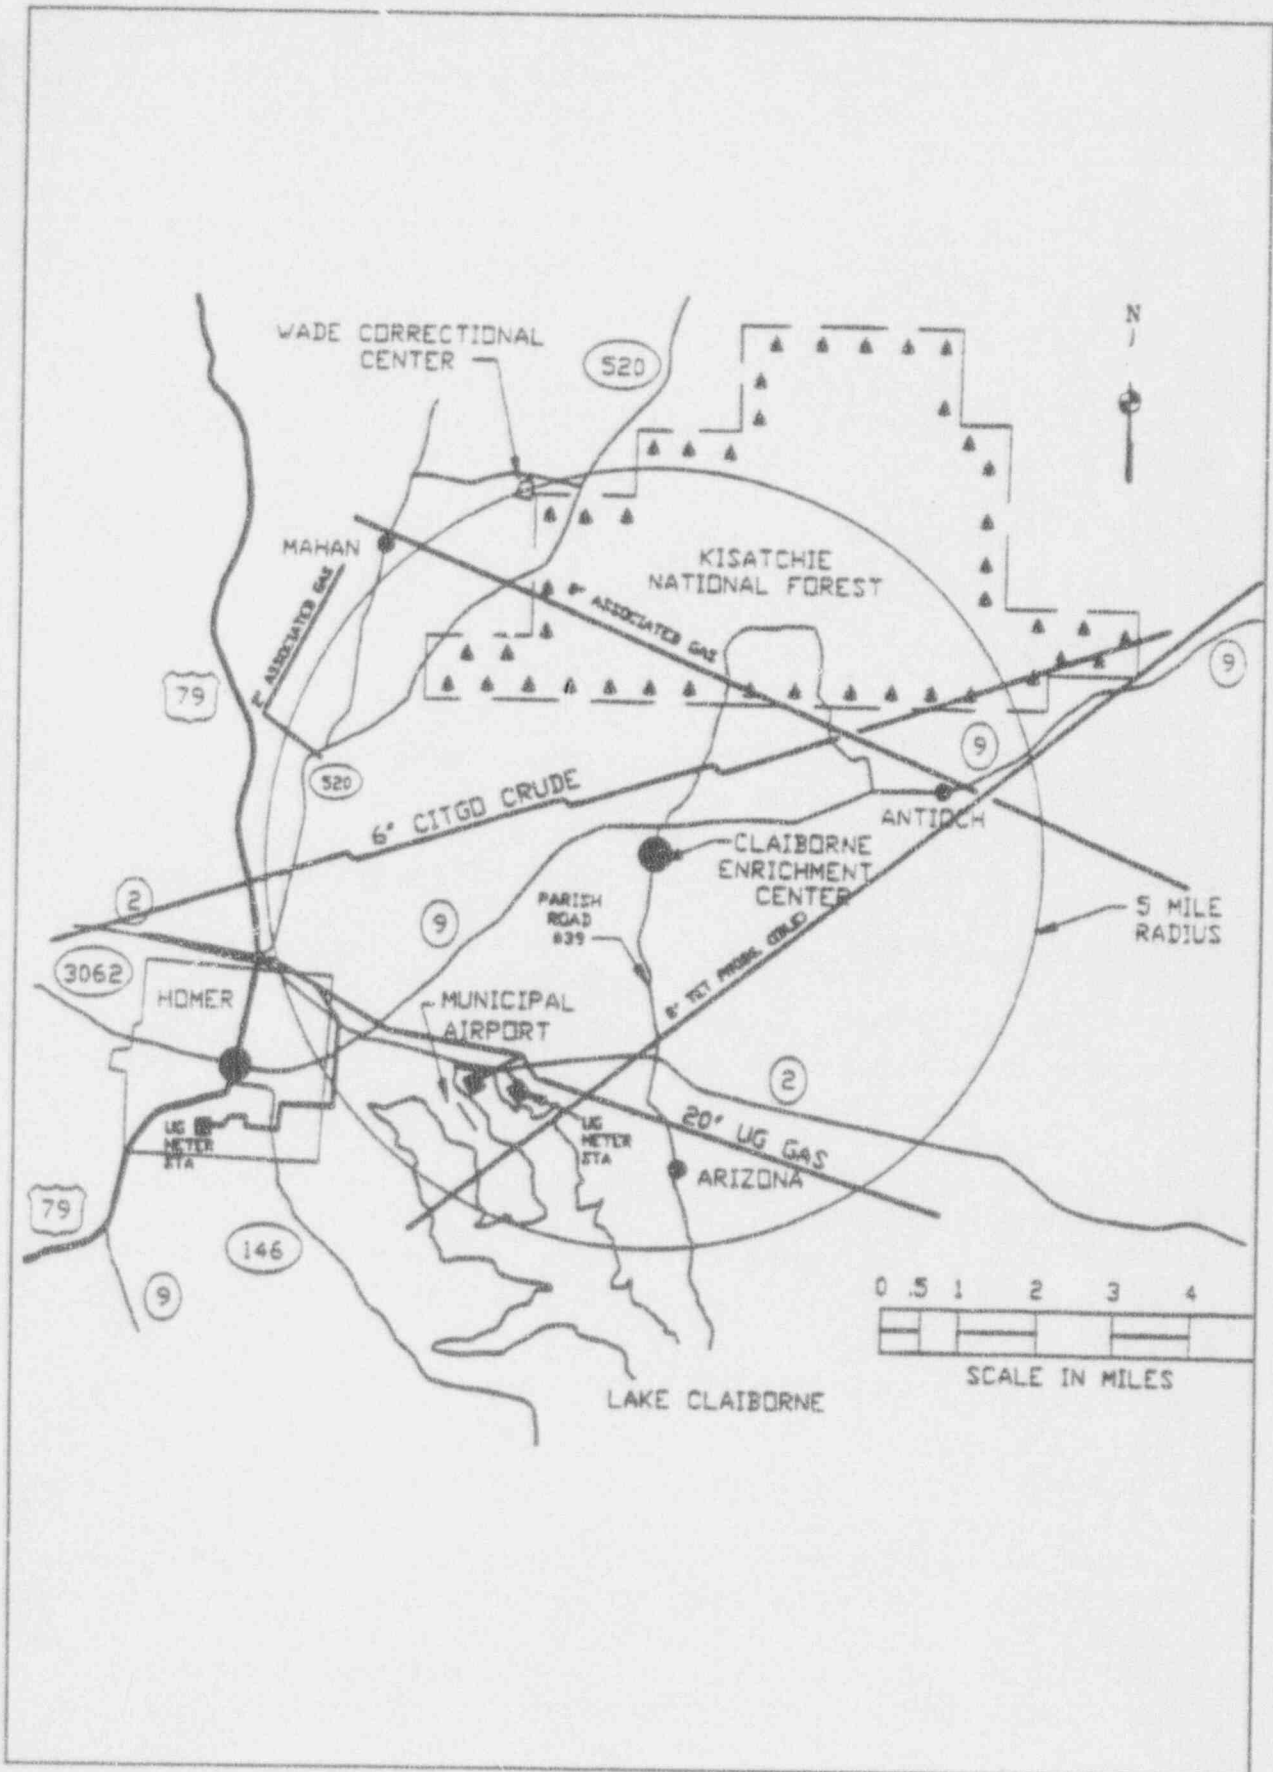 N
WADE CORRECTIONAL
CENTER
520
MAHAN
KISATCHIE
NATIONAL FOREST
ASSOCIATED GAS
8" ASSOCIATED GAS
79
9
9
520
6" CITGO CRUDE
ANTIOCH
CLAIBORNE
ENRICHMENT
CENTER
2
9
PARISH
ROAD
5 MILE
RADIUS
3062
HOMER
MUNICIPAL
AIRPORT
2
20" UG GAS
UG
METER
STA
UG
METER
STA
ARIZONA
79
146
9
0 .5 1 2 3 4
SCALE IN MILES
LAKE CLAIBORNE